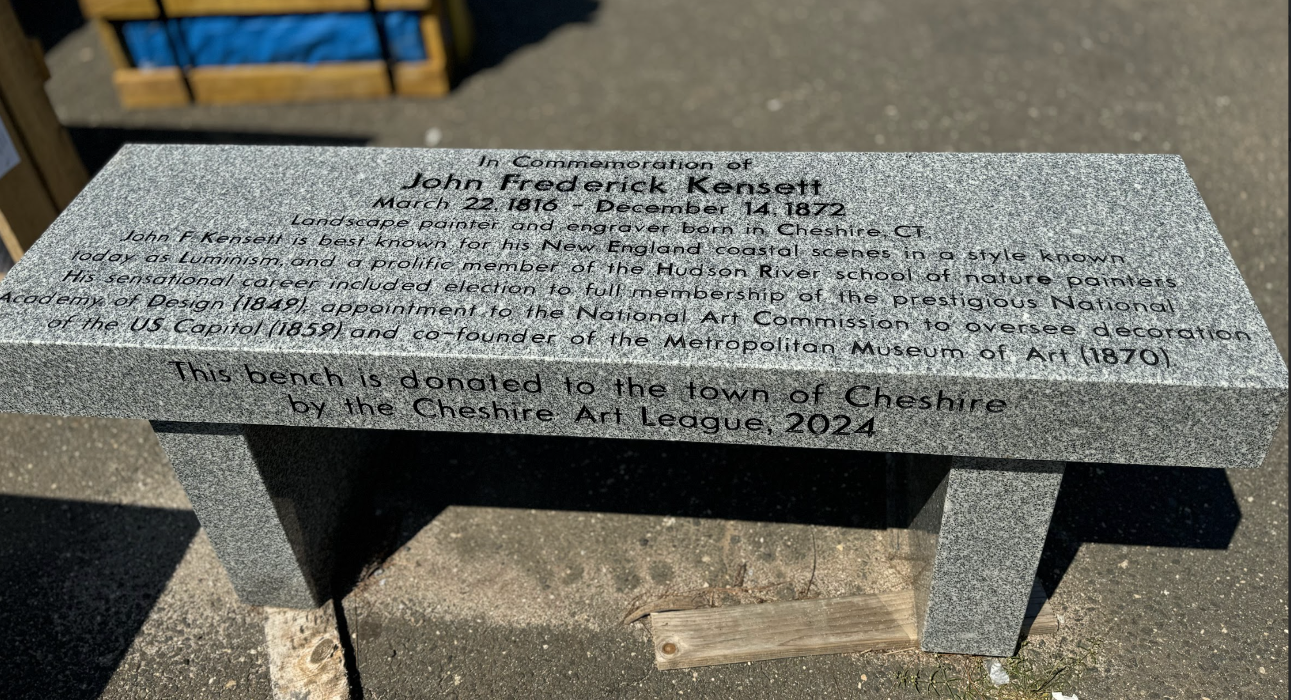 In Commemoration of
John Frederick Kensett
March 22, 1816 - December 14, 1872
Landscape painter and engraver born in Cheshire, CT.
John F Kensett is best known for his New England coastal scenes in a style known
today as Luminism, and a prolific member of the Hudson River school of nature painters
His sensational career included election to full membership of the prestigious National
Academy of Design (1849), appointment to the National Art Commission to oversee decoration
of the US Capitol (1859) and co-founder of the Metropolitan Museum of Art (1870)
This bench is donated to the town of Cheshire
by the Cheshire Art League, 2024